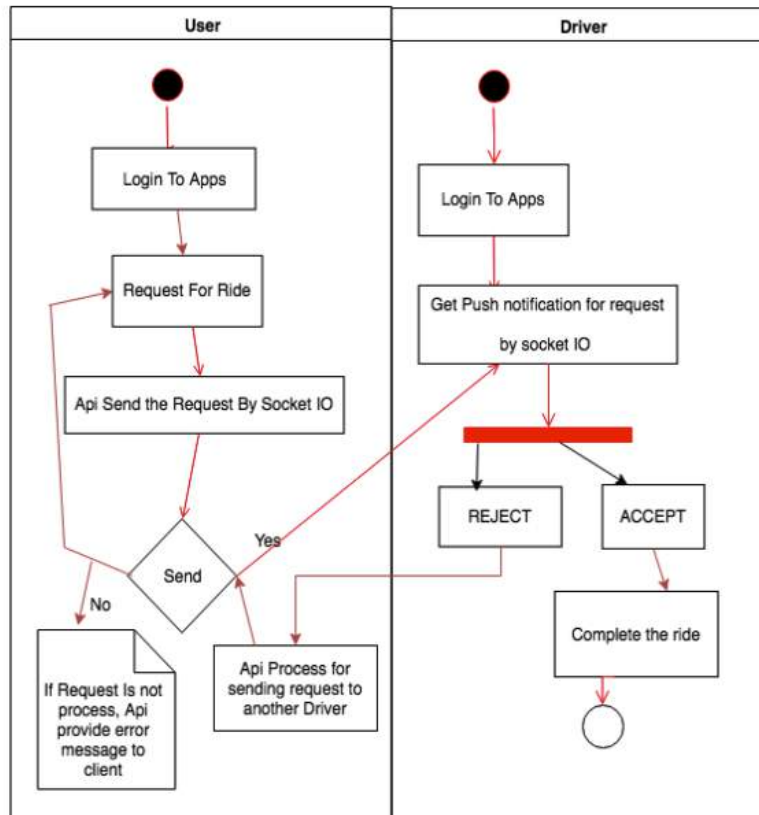 User
Driver
Login To Apps
Login To Apps
Request For Ride
Get Push notification for request
by socket IO
Api Send the Request By Socket IO
REJECT
ACCEPT
Yes
Send
No
If Request Is not
process, Api
provide error
message to
client
Api Process for
sending request to
another Driver
Complete the ride